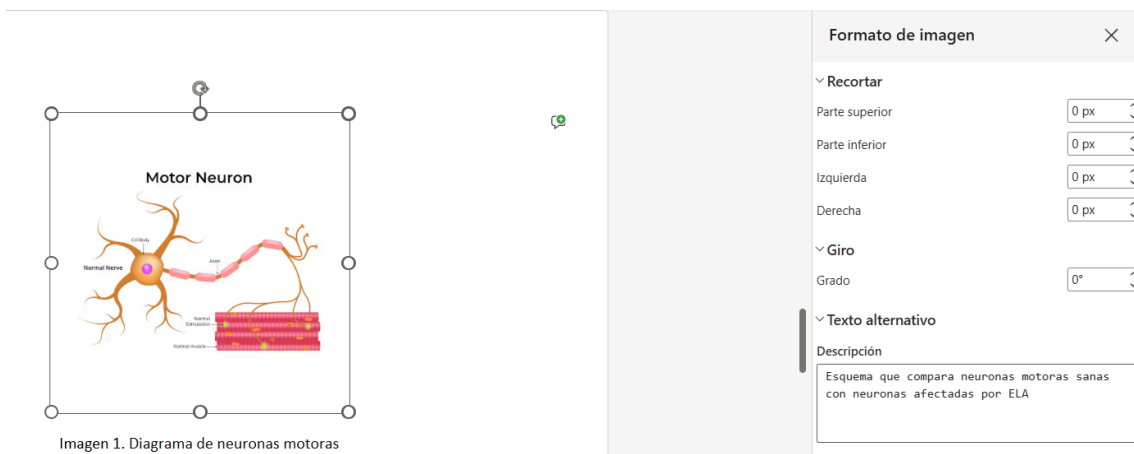 Formato de imagen
Recortar
Parte superior
0 px
Parte inferior
0 px
Izquierda
0 px
Derecha
0 px
Giro
Grado
0°
Texto alternativo
Descripción
Esquema que compara neuronas motoras sanas
con neuronas afectadas por ELA
Motor Neuron
Cell Body
Normal Nerve
Axon
Normal
Stimulation
Normal muscle
Imagen 1. Diagrama de neuronas motoras